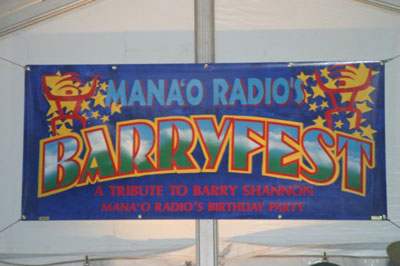 MANA'O RADIO'S
BARRYFEST
A TRIBUTE TO BARRY SHANNON
MANA'O RADIO'S BIRTHDAY PARTY